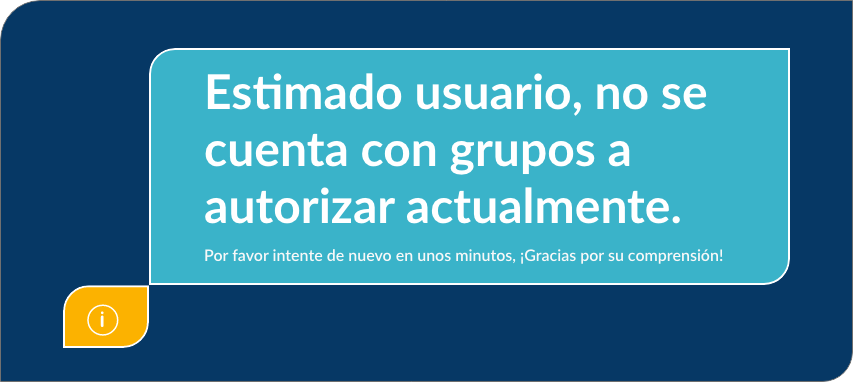 Estimado usuario, no se
cuenta con grupos a
autorizar actualmente.
Por favor intente de nuevo en unos minutos, ¡Gracias por su comprensión!
i